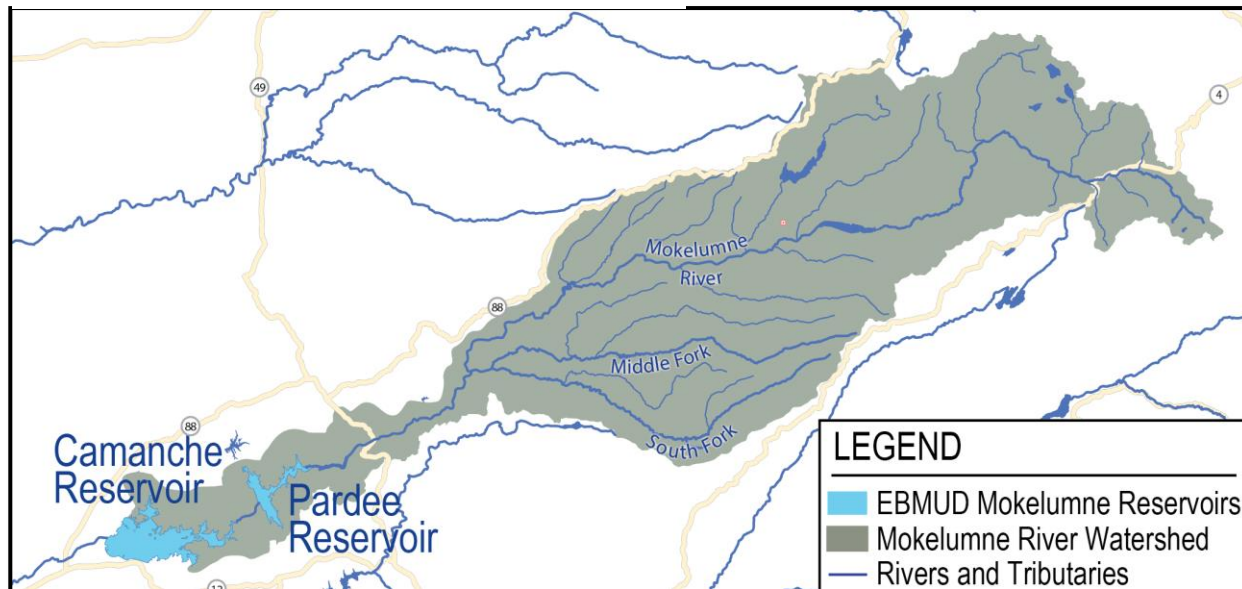 49
4
Mokelumne
River
88
Middle Fork
South Fork
88
Camanche
Reservoir
Pardee
Reservoir
12
LEGEND
EBMUD Mokelumne Reservoirs
Mokelumne River Watershed
Rivers and Tributaries